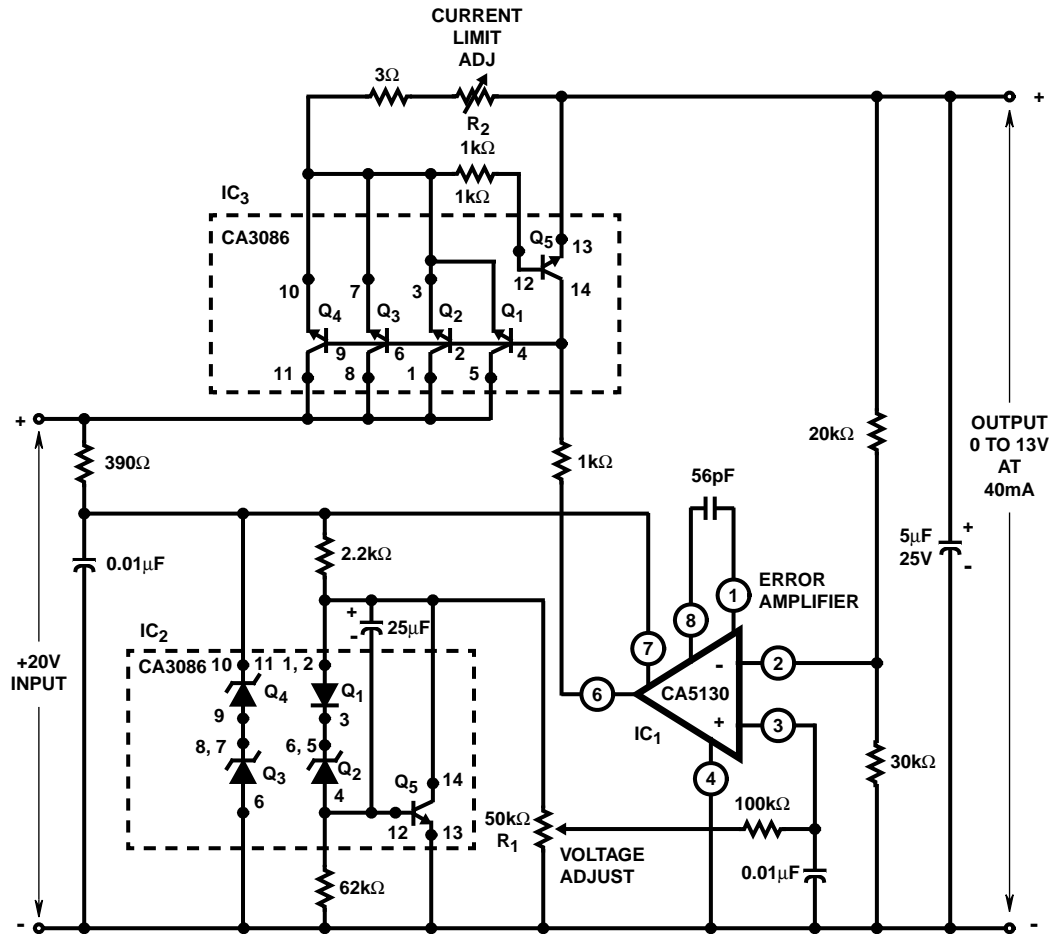 CURRENT
LIMIT
ADJ
3Ω
R2
1kΩ
1kΩ
IC3
CA3086
Q5
13
12
14
10
7
3
Q4
Q3
Q2
Q1
9
6
2
4
11
8
1
5
+
+
390Ω
1kΩ
20kΩ
OUTPUT
0 TO 13V
AT
40mA
56pF
0.01μF
2.2kΩ
5μF
25V
+
-
ERROR
AMPLIFIER
1
8
7
+
-
25μF
IC2
CA3086
10
11
1, 2
Q4
Q1
9
3
8, 7
6, 5
Q3
Q2
6
4
Q5
14
12
13
+20V
INPUT
6
CA5130
-
+
2
3
IC1
4
30kΩ
50kΩ
R1
100kΩ
VOLTAGE
ADJUST
0.01μF
62kΩ
-
-